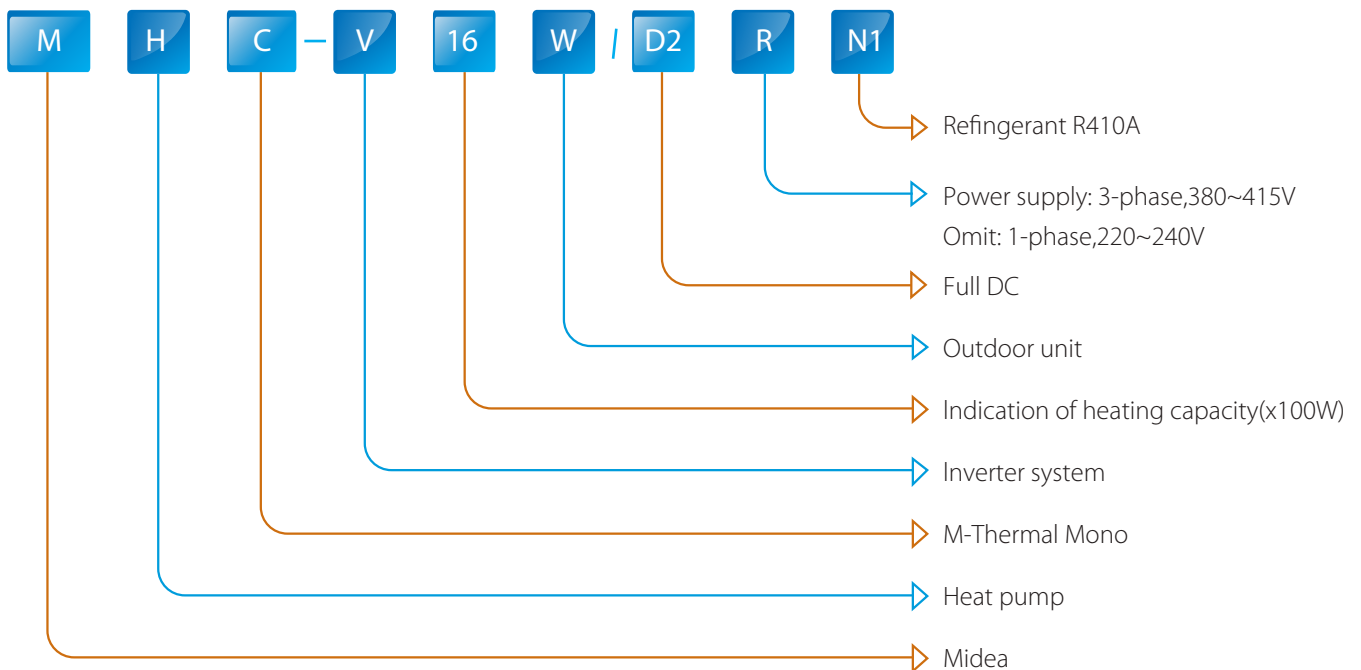 M H C – V 16 W / D2 R N1
Refingerant R410A
Power supply: 3-phase,380~415V
Omit: 1-phase,220~240V
Full DC
Outdoor unit
Indication of heating capacity(x100W)
Inverter system
M-Thermal Mono
Heat pump
Midea